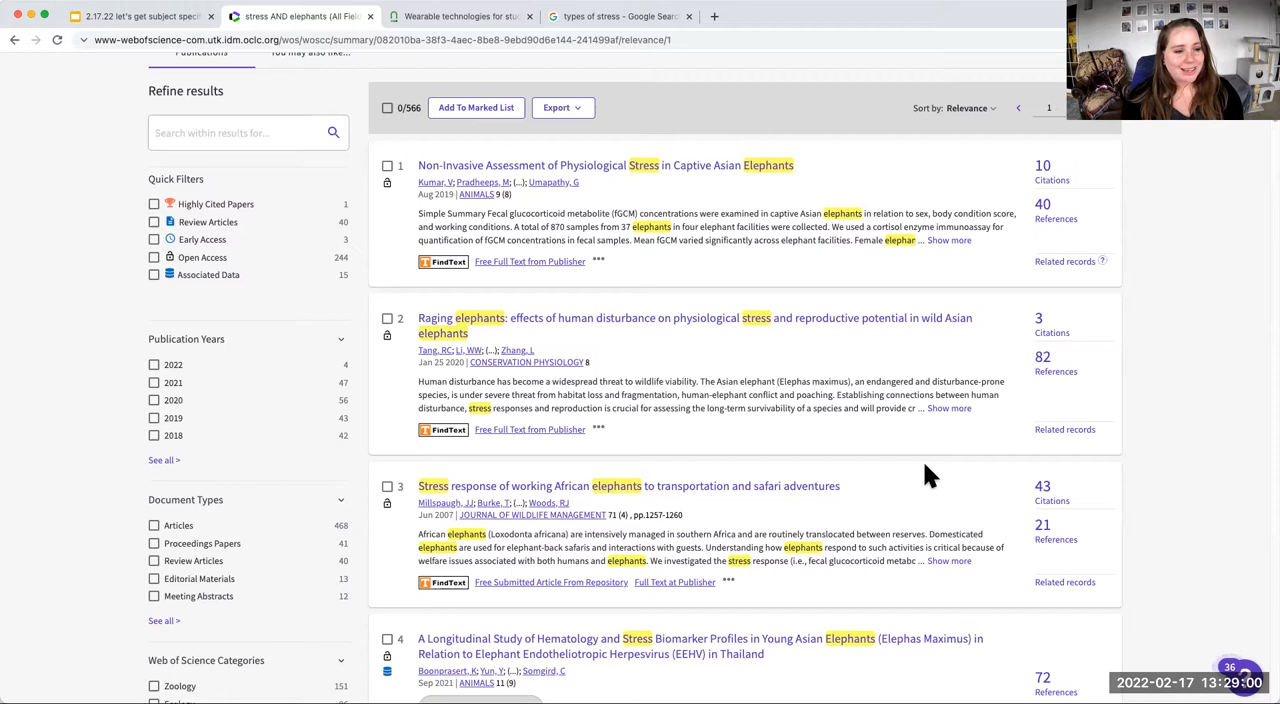 2.17.22 let's get subject speci
stress AND elephants (All Field
Wearable technologies for stud
types of stress - Google Searc
www-webofscience-com.utk.idm.oclc.org/wos/woscc/summary/082010ba-38f3-4aec-8be8-9ebd90d6e144-241499af/relevance/1
Publications
You may also like...
Refine results
0/566
Add To Marked List
Export
Sort by: Relevance
1
Search within results for...
Quick Filters
Highly Cited Papers 1
Review Articles 40
Early Access 3
Open Access 244
Associated Data 15
Publication Years
2022 4
2021 47
2020 56
2019 43
2018 42
See all >
Document Types
Articles 468
Proceedings Papers 41
Review Articles 40
Editorial Materials 13
Meeting Abstracts 12
See all >
Web of Science Categories
Zoology 151
1 Non-Invasive Assessment of Physiological Stress in Captive Asian Elephants
Kumar, V; Pradheeps, M; (...); Umapathy, G
Aug 2019 | ANIMALS 9 (8)
Simple Summary Fecal glucocorticoid metabolite (fGCM) concentrations were examined in captive Asian elephants in relation to sex, body condition score,
and working conditions. A total of 870 samples from 37 elephants in four elephant facilities were collected. We used a cortisol enzyme immunoassay for
quantification of fGCM concentrations in fecal samples. Mean fGCM varied significantly across elephant facilities. Female elephar ... Show more
FindText Free Full Text from Publisher •••
10
Citations
40
References
Related records ?
2 Raging elephants: effects of human disturbance on physiological stress and reproductive potential in wild Asian
elephants
Tang, RC; Li, WW; (...); Zhang, L
Jan 25 2020 | CONSERVATION PHYSIOLOGY 8
Human disturbance has become a widespread threat to wildlife viability. The Asian elephant (Elephas maximus), an endangered and disturbance-prone
species, is under severe threat from habitat loss and fragmentation, human-elephant conflict and poaching. Establishing connections between human
disturbance, stress responses and reproduction is crucial for assessing the long-term survivability of a species and will provide cr ... Show more
FindText Free Full Text from Publisher •••
3
Citations
82
References
Related records
3 Stress response of working African elephants to transportation and safari adventures
Millspaugh, JJ; Burke, T; (...); Woods, RJ
Jun 2007 | JOURNAL OF WILDLIFE MANAGEMENT 71 (4) , pp.1257-1260
African elephants (Loxodonta africana) are intensively managed in southern Africa and are routinely translocated between reserves. Domesticated
elephants are used for elephant-back safaris and interactions with guests. Understanding how elephants respond to such activities is critical because of
welfare issues associated with both humans and elephants. We investigated the stress response (i.e., fecal glucocorticoid metabc ... Show more
FindText Free Submitted Article From Repository Full Text at Publisher •••
43
Citations
21
References
Related records
4 A Longitudinal Study of Hematology and Stress Biomarker Profiles in Young Asian Elephants (Elephas Maximus) in
Relation to Elephant Endotheliotropic Herpesvirus (EEHV) in Thailand
Boonprasert, K; Yun, Y; (...); Somgird, C
Sep 2021 | ANIMALS 11 (9)
72
References
36
2022-02-17 13:29:00